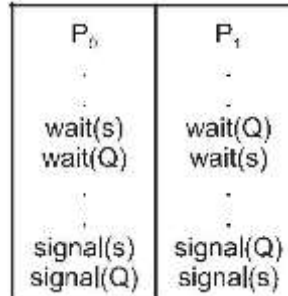 P₀ P₁
. .
. .
wait(s) wait(Q)
wait(Q) wait(s)
. .
. .
signal(s) signal(Q)
signal(Q) signal(s)